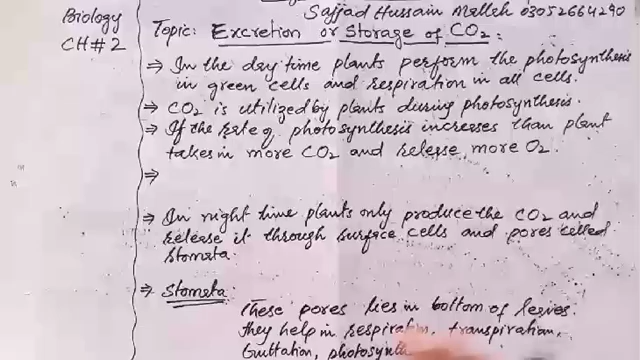 Sajjad Hussain Malleh 03052664290
Biology
CH#2
Topic: Excretion or Storage of CO2:
⇒ In the day time plants perform the photosynthesis
in green cells and respiration in all cells.
⇒ CO2 is utilized by plants during photosynthesis.
⇒ If the Rate of photosynthesis increases than plant
takes in more CO2 and release more O2.
⇒
⇒ In night time plants only produce the CO2 and
release it through surface cells and pores called
Stomata
⇒ Stomata
These pores lies in bottom of leaves.
They help in respiration, transpiration,
Guttation,